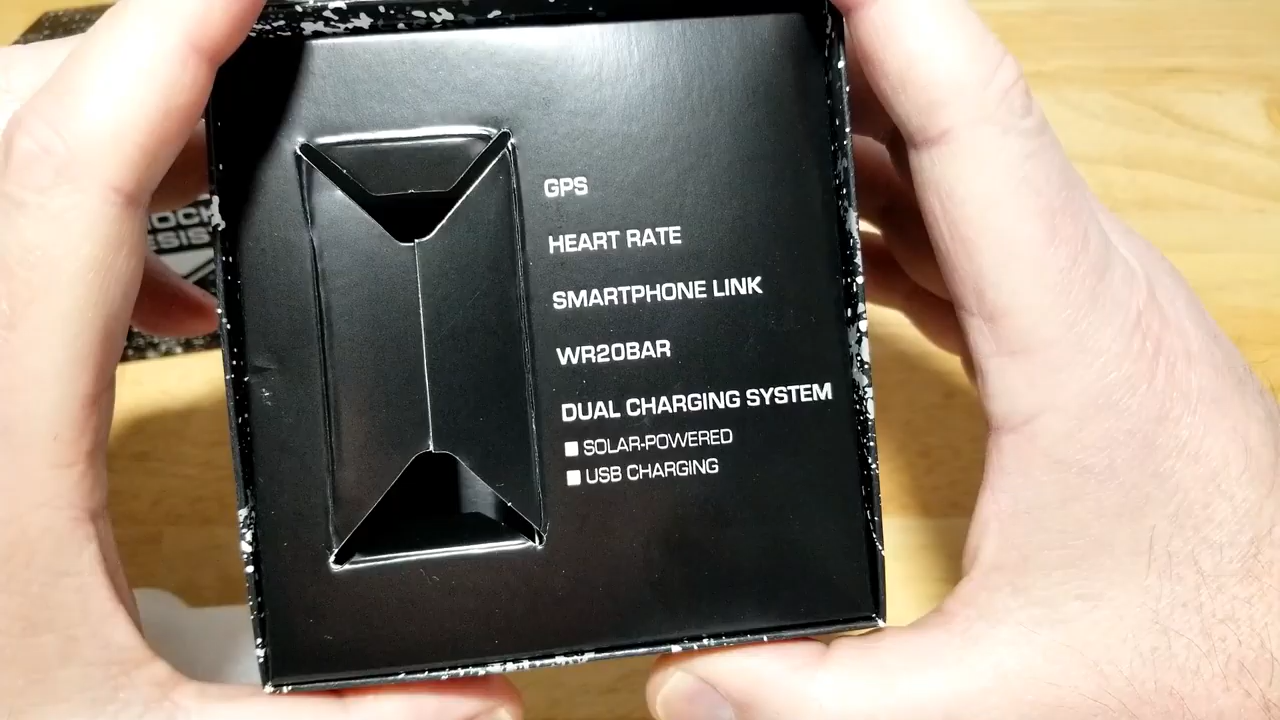 GPS
HEART RATE
SMARTPHONE LINK
WR20BAR
DUAL CHARGING SYSTEM
SOLAR-POWERED
USB CHARGING